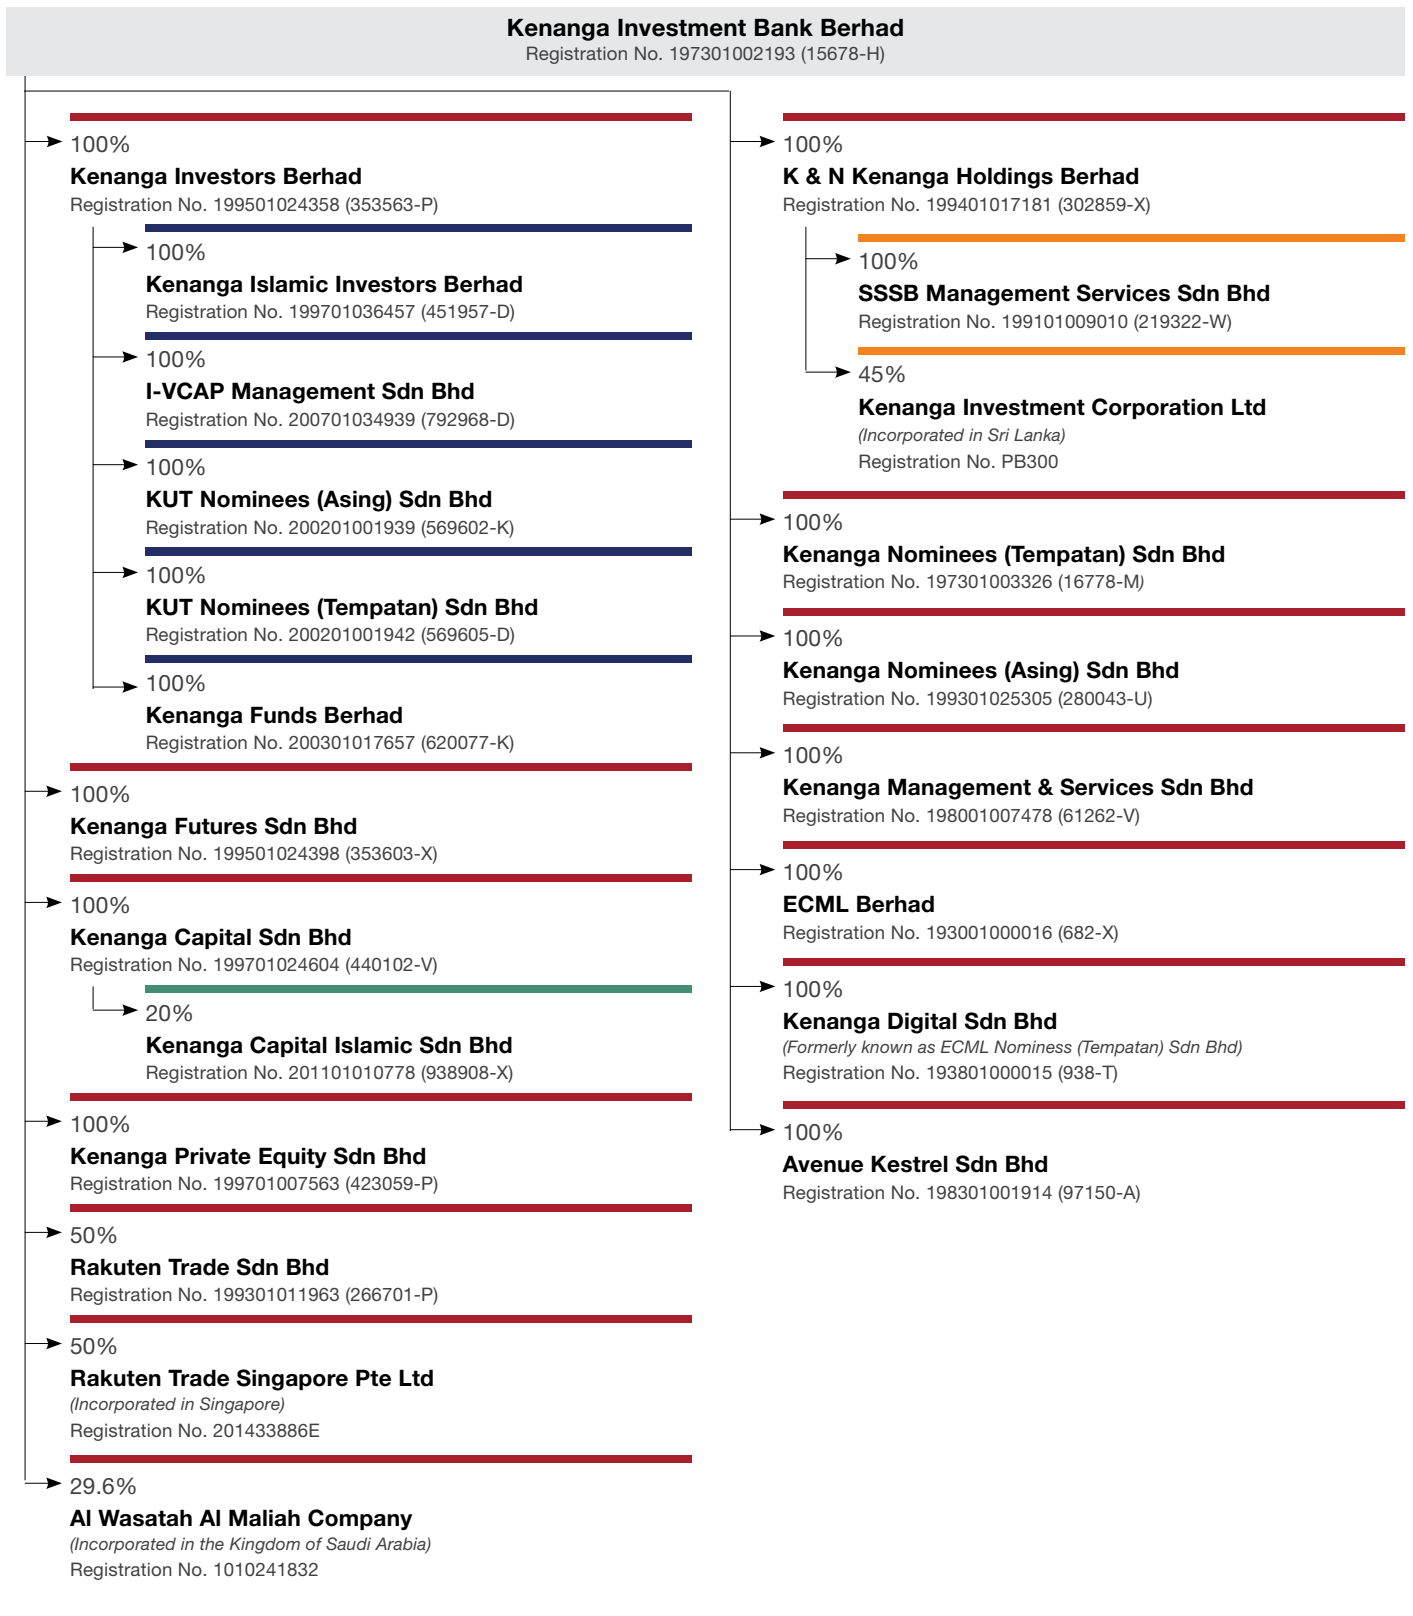 Kenanga Investment Bank Berhad
Registration No. 197301002193 (15678-H)
100%
Kenanga Investors Berhad
Registration No. 199501024358 (353563-P)
100%
Kenanga Islamic Investors Berhad
Registration No. 199701036457 (451957-D)
100%
I-VCAP Management Sdn Bhd
Registration No. 200701034939 (792968-D)
100%
KUT Nominees (Asing) Sdn Bhd
Registration No. 200201001939 (569602-K)
100%
KUT Nominees (Tempatan) Sdn Bhd
Registration No. 200201001942 (569605-D)
100%
Kenanga Funds Berhad
Registration No. 200301017657 (620077-K)
100%
Kenanga Futures Sdn Bhd
Registration No. 199501024398 (353603-X)
100%
Kenanga Capital Sdn Bhd
Registration No. 199701024604 (440102-V)
20%
Kenanga Capital Islamic Sdn Bhd
Registration No. 201101010778 (938908-X)
100%
Kenanga Private Equity Sdn Bhd
Registration No. 199701007563 (423059-P)
50%
Rakuten Trade Sdn Bhd
Registration No. 199301011963 (266701-P)
50%
Rakuten Trade Singapore Pte Ltd
(Incorporated in Singapore)
Registration No. 201433886E
29.6%
Al Wasatah Al Maliah Company
(Incorporated in the Kingdom of Saudi Arabia)
Registration No. 1010241832
100%
K & N Kenanga Holdings Berhad
Registration No. 199401017181 (302859-X)
100%
SSSB Management Services Sdn Bhd
Registration No. 199101009010 (219322-W)
45%
Kenanga Investment Corporation Ltd
(Incorporated in Sri Lanka)
Registration No. PB300
100%
Kenanga Nominees (Tempatan) Sdn Bhd
Registration No. 197301003326 (16778-M)
100%
Kenanga Nominees (Asing) Sdn Bhd
Registration No. 199301025305 (280043-U)
100%
Kenanga Management & Services Sdn Bhd
Registration No. 198001007478 (61262-V)
100%
ECML Berhad
Registration No. 193001000016 (682-X)
100%
Kenanga Digital Sdn Bhd
(Formerly known as ECML Nominess (Tempatan) Sdn Bhd)
Registration No. 193801000015 (938-T)
100%
Avenue Kestrel Sdn Bhd
Registration No. 198301001914 (97150-A)